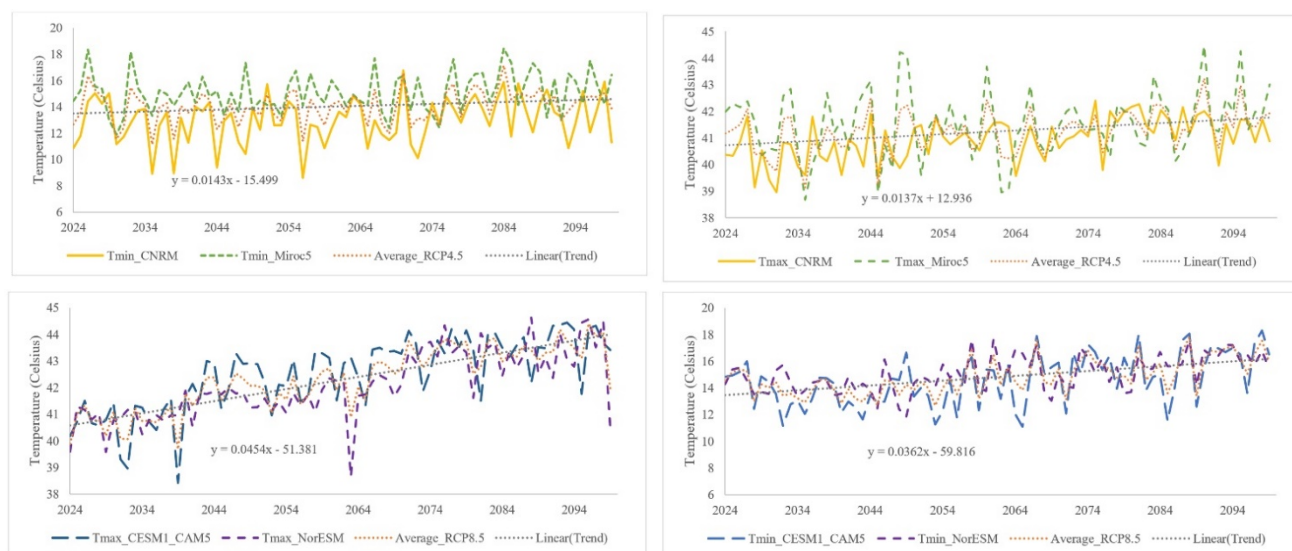 20
18
16
14
12
10
8
6
Temperature (Celsius)
y = 0.0143x - 15.499
2024 2034 2044 2054 2064 2074 2084 2094
Tmin_CNRM Tmin_Miroc5 Average_RCP4.5 Linear(Trend)
45
44
43
42
41
40
39
38
Temperature (Celsius)
y = 0.0137x + 12.936
2024 2034 2044 2054 2064 2074 2084 2094
Tmax_CNRM Tmax_Miroc5 Average_RCP4.5 Linear(Trend)
45
44
43
42
41
40
39
38
Temperature (Celsius)
y = 0.0454x - 51.381
2024 2034 2044 2054 2064 2074 2084 2094
Tmax_CESM1_CAM5 Tmax_NorESM Average_RCP8.5 Linear(Trend)
20
18
16
14
12
10
8
6
Temperature (Celsius)
y = 0.0362x - 59.816
2024 2034 2044 2054 2064 2074 2084 2094
Tmin_CESM1_CAM5 Tmin_NorESM Average_RCP8.5 Linear(Trend)